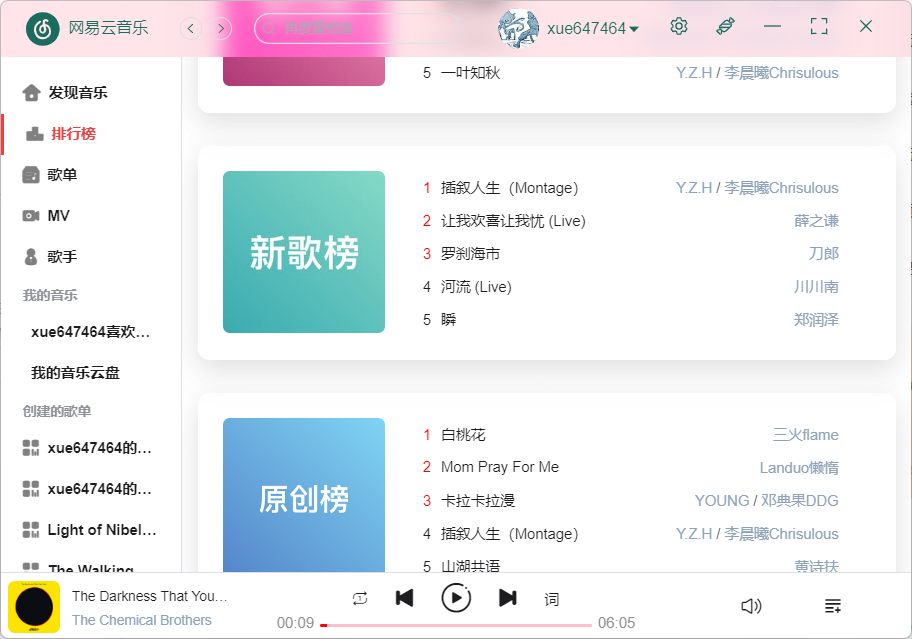 网易云音乐
xue647464
发现音乐
排行榜
歌单
MV
歌手
我的音乐
xue647464喜欢...
我的音乐云盘
创建的歌单
xue647464的...
xue647464的...
Light of Nibel...
The Walking
5 一叶知秋 Y.Z.H / 李晨曦Chrisulous
新歌榜
1 插叙人生（Montage） Y.Z.H / 李晨曦Chrisulous
2 让我欢喜让我忧 (Live) 薛之谦
3 罗刹海市 刀郎
4 河流 (Live) 川川南
5 瞬 郑润泽
原创榜
1 白桃花 三火flame
2 Mom Pray For Me Landuo懒惰
3 卡拉卡拉漫 YOUNG / 邓典果DDG
4 插叙人生（Montage） Y.Z.H / 李晨曦Chrisulous
5 山湖共语 黄诗扶
The Darkness That You...
The Chemical Brothers
词
00:09
06:05